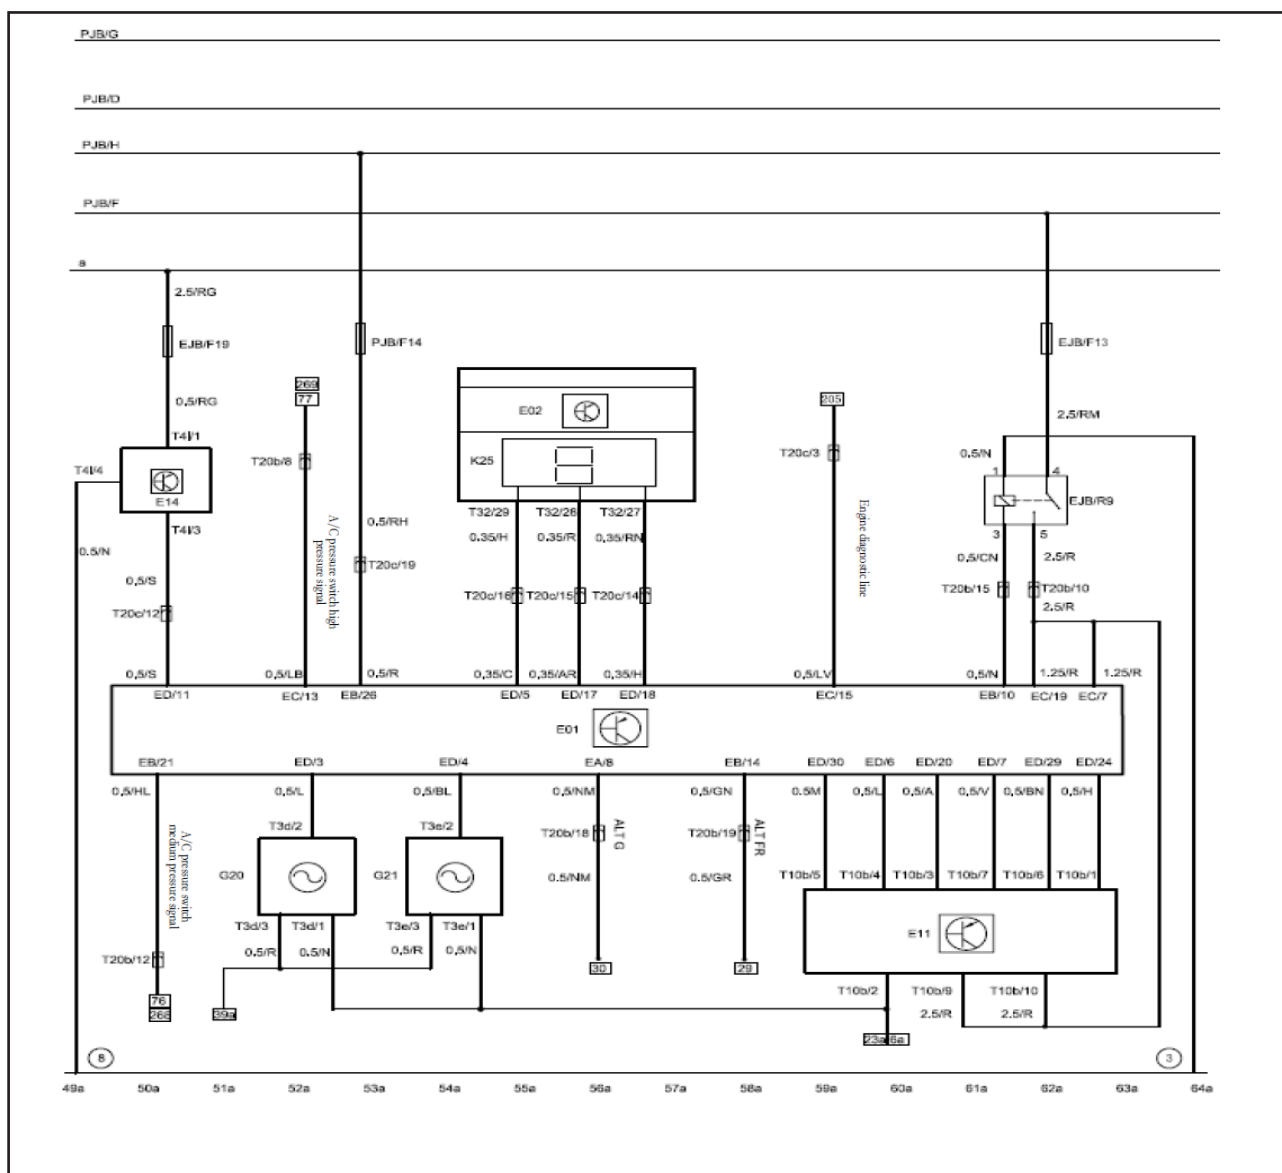 PJB/G
PJB/D
PJB/H
PJB/F
a
2.5/RG
EJB/F19
PJB/F14
EJB/F13
269
77
205
0,5/RG
E02
2.5/RM
T4l/1
T20b/8
K25
T20c/3
0.5/N
T4l/4
E14
1
4
EJB/R9
T4l/3
0.5/RH
T32/29
T32/28
T32/27
3
5
0.5/N
A/C pressure switch high
pressure signal
0.35/H
0.35/R
0,35/RN
Engine diagnostic line
0,5/CN
2.5/R
0,5/S
T20c/19
T20c/12
T20c/16
T20c/15
T20c/14
T20b/15
T20b/10
2.5/R
0,5/S
0,5/LB
0,5/R
0,35/C
0,35/AR
0,35/H
0,5/LV
0,5/N
1.25/R
1.25/R
ED/11
EC/13
EB/26
ED/5
ED/17
ED/18
EC/15
EB/10
EC/19
EC/7
E01
EB/21
ED/3
ED/4
EA/8
EB/14
ED/30
ED/6
ED/20
ED/7
ED/29
ED/24
0,5/HL
0.5/L
0,5/BL
0.5/NM
0,5/GN
0.5M
0,5/L
0,5/A
0,5/V
0,5/BN
0.5/H
A/C pressure switch
medium pressure signal
T3d/2
T3e/2
T20b/18
ALT G
T20b/19
ALT FR
G20
G21
0.5/NM
0.5/GR
T10b/5
T10b/4
T10b/3
T10b/7
T10b/6
T10b/1
T3d/3
T3d/1
T3e/3
T3e/1
E11
0.5/R
0.5/N
0,5/R
0,5/N
T20b/12
30
29
T10b/2
T10b/9
T10b/10
2.5/R
2.5/R
76
268
39a
23a
6a
8
3
49a
50a
51a
52a
53a
54a
55a
56a
57a
58a
59a
60a
61a
62a
63a
64a